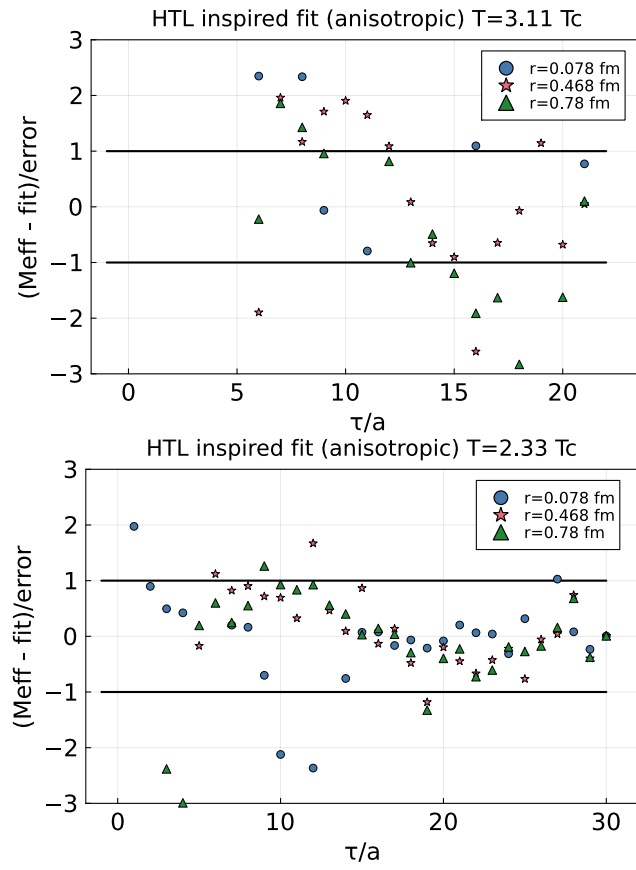 HTL inspired fit (anisotropic) T=3.11 Tc
3
2
1
0
−1
−2
−3
(Meff - fit)/error
r=0.078 fm
r=0.468 fm
r=0.78 fm
0 5 10 15 20
τ/a
HTL inspired fit (anisotropic) T=2.33 Tc
3
2
1
0
−1
−2
−3
(Meff - fit)/error
r=0.078 fm
r=0.468 fm
r=0.78 fm
0 10 20 30
τ/a